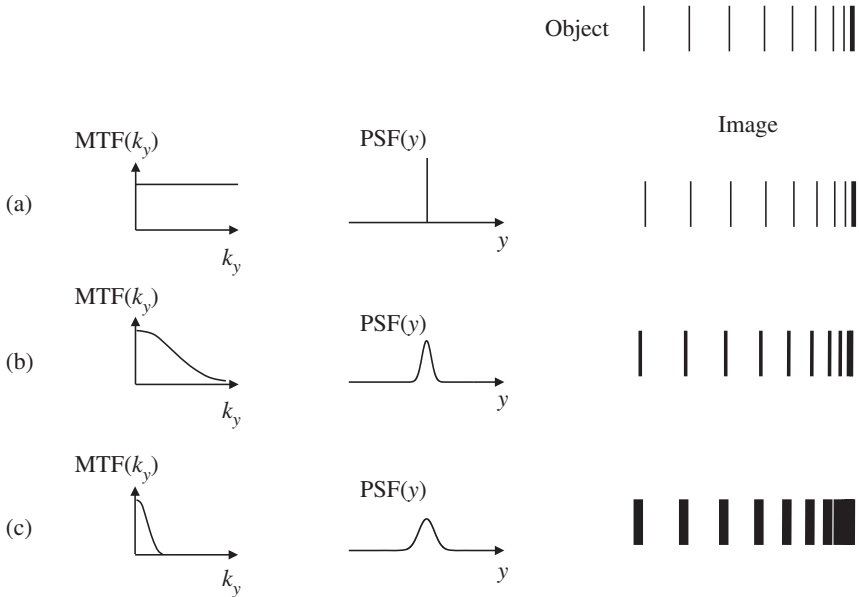 Object
Image
(a)
MTF(k_y)
k_y
PSF(y)
y
(b)
MTF(k_y)
k_y
PSF(y)
y
(c)
MTF(k_y)
k_y
PSF(y)
y